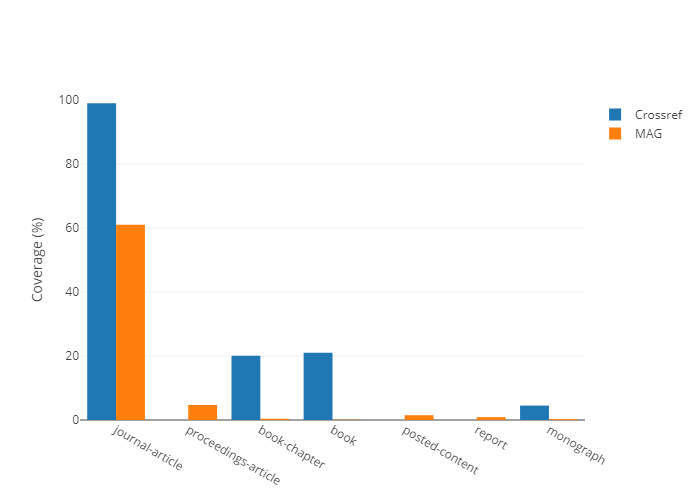 100
80
60
40
20
0
Coverage (%)
journal-article
proceedings-article
book-chapter
book
posted-content
report
monograph
Crossref
MAG